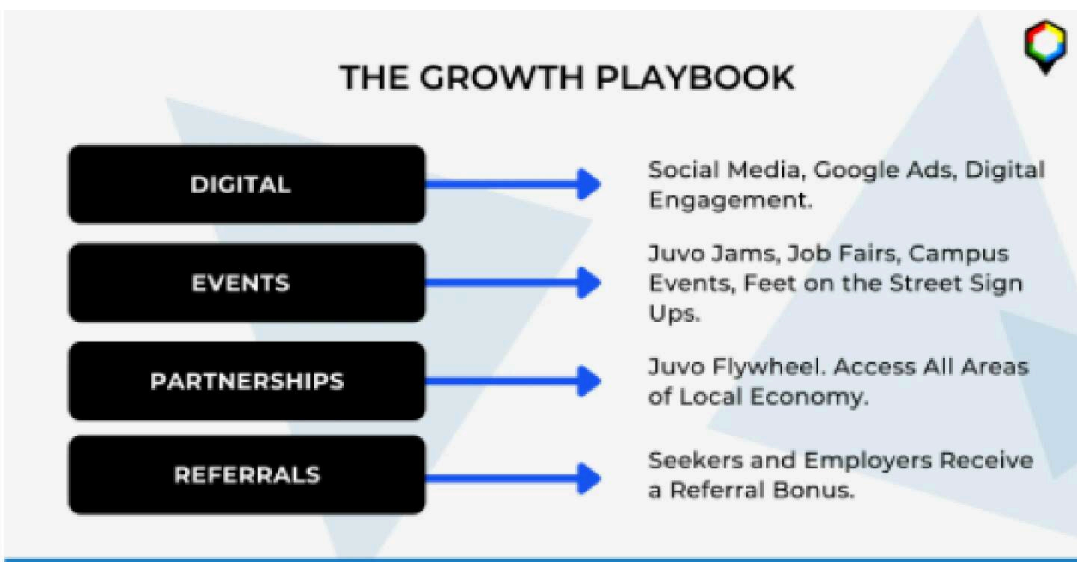 THE GROWTH PLAYBOOK
DIGITAL
Social Media, Google Ads, Digital
Engagement.
EVENTS
Juvo Jams, Job Fairs, Campus
Events, Feet on the Street Sign
Ups.
PARTNERSHIPS
Juvo Flywheel. Access All Areas
of Local Economy.
REFERRALS
Seekers and Employers Receive
a Referral Bonus.